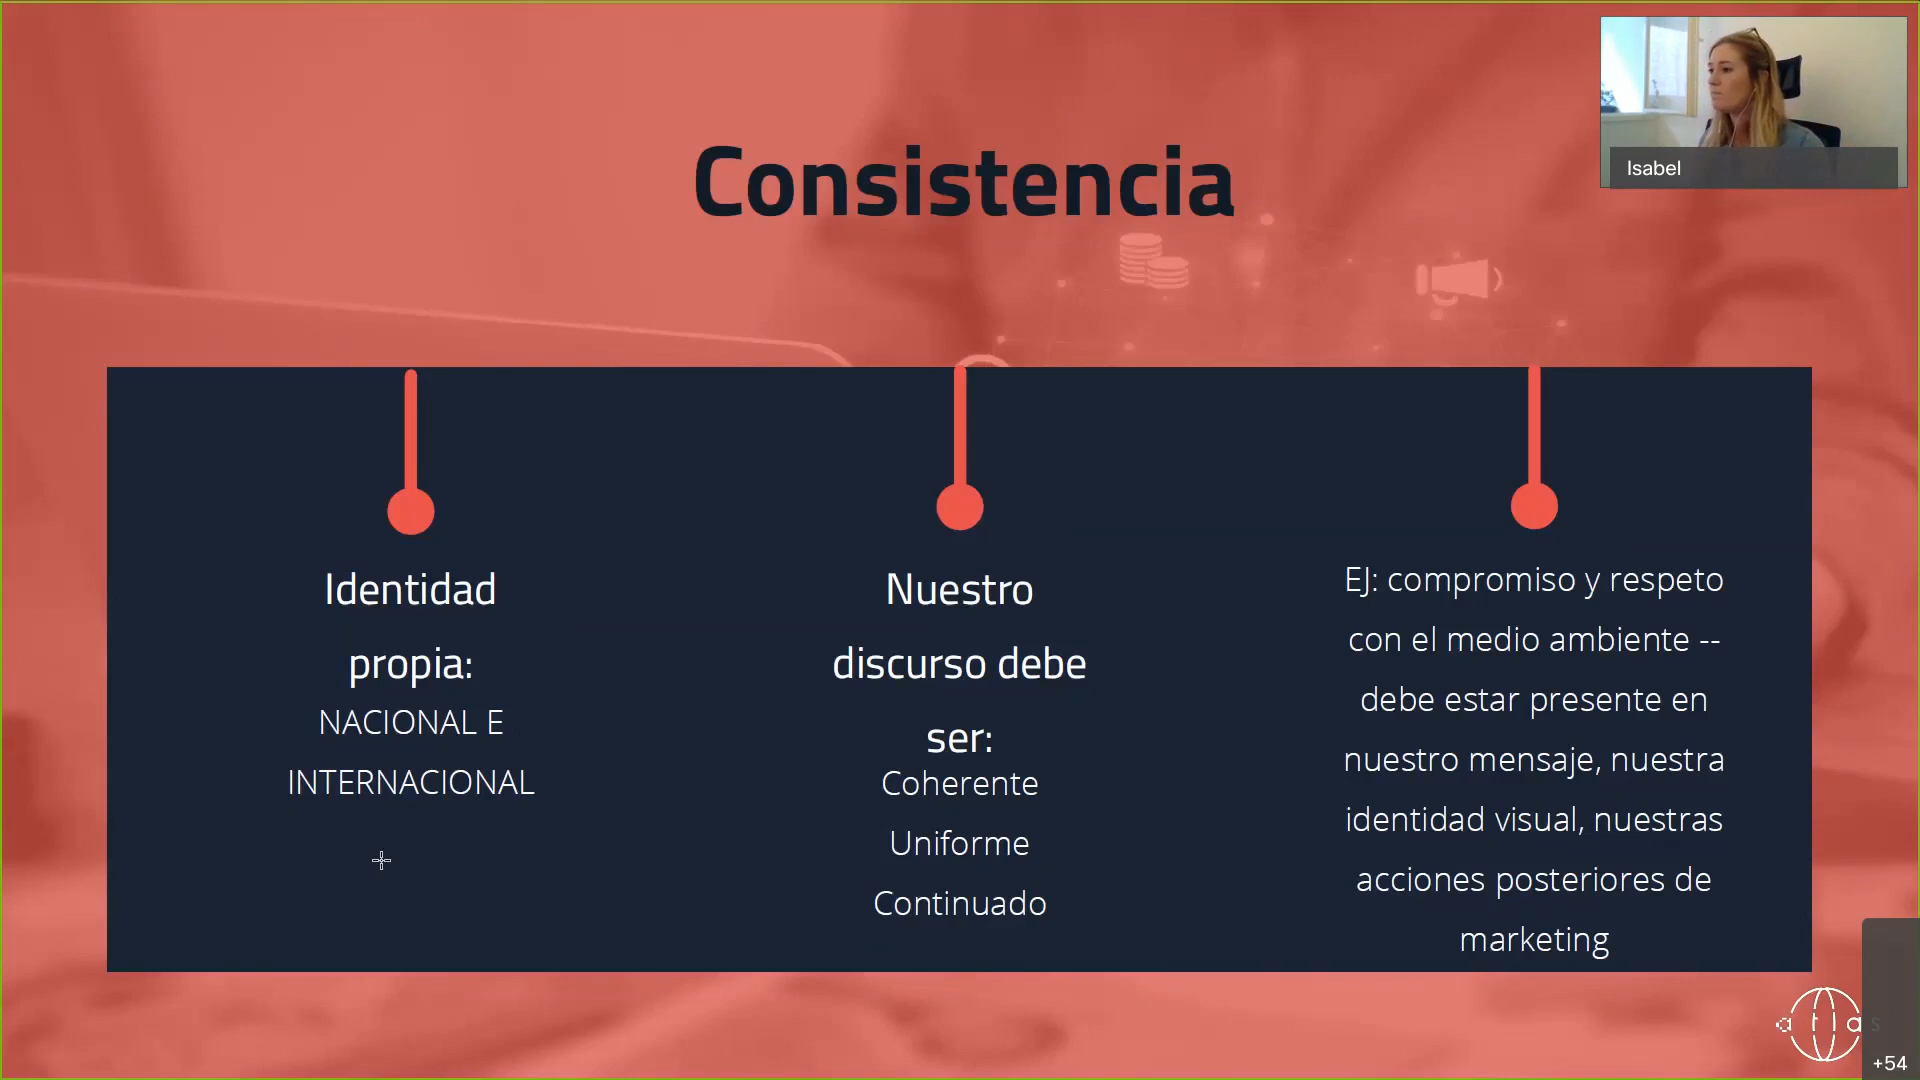 Isabel
Consistencia
Identidad
propia:
NACIONAL E
INTERNACIONAL
Nuestro
discurso debe
ser:
Coherente
Uniforme
Continuado
EJ: compromiso y respeto
con el medio ambiente --
debe estar presente en
nuestro mensaje, nuestra
identidad visual, nuestras
acciones posteriores de
marketing
atlas
+54